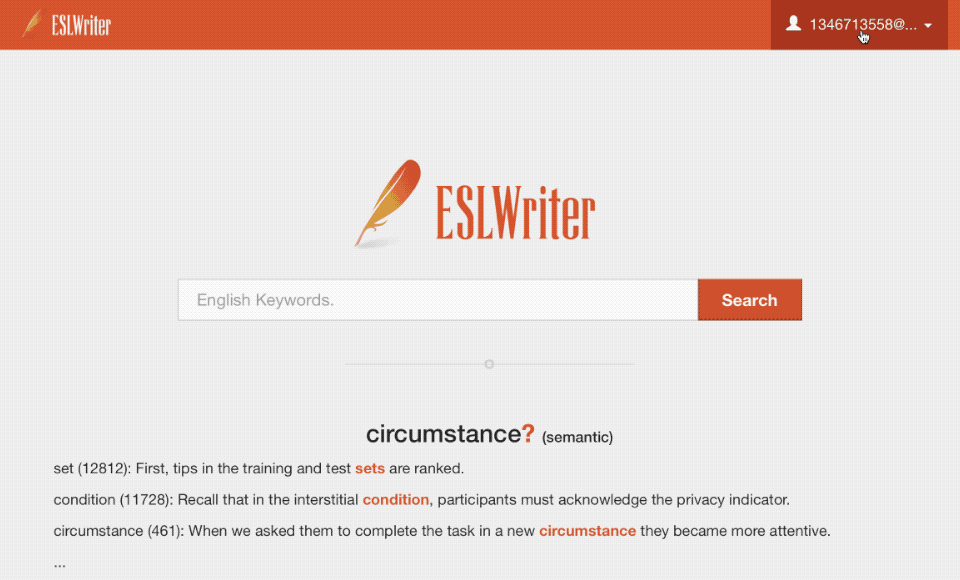 ESLWriter
1346713558@...
ESLWriter
English Keywords.
Search
circumstance? (semantic)
set (12812): First, tips in the training and test sets are ranked.
condition (11728): Recall that in the interstitial condition, participants must acknowledge the privacy indicator.
circumstance (461): When we asked them to complete the task in a new circumstance they became more attentive.
...